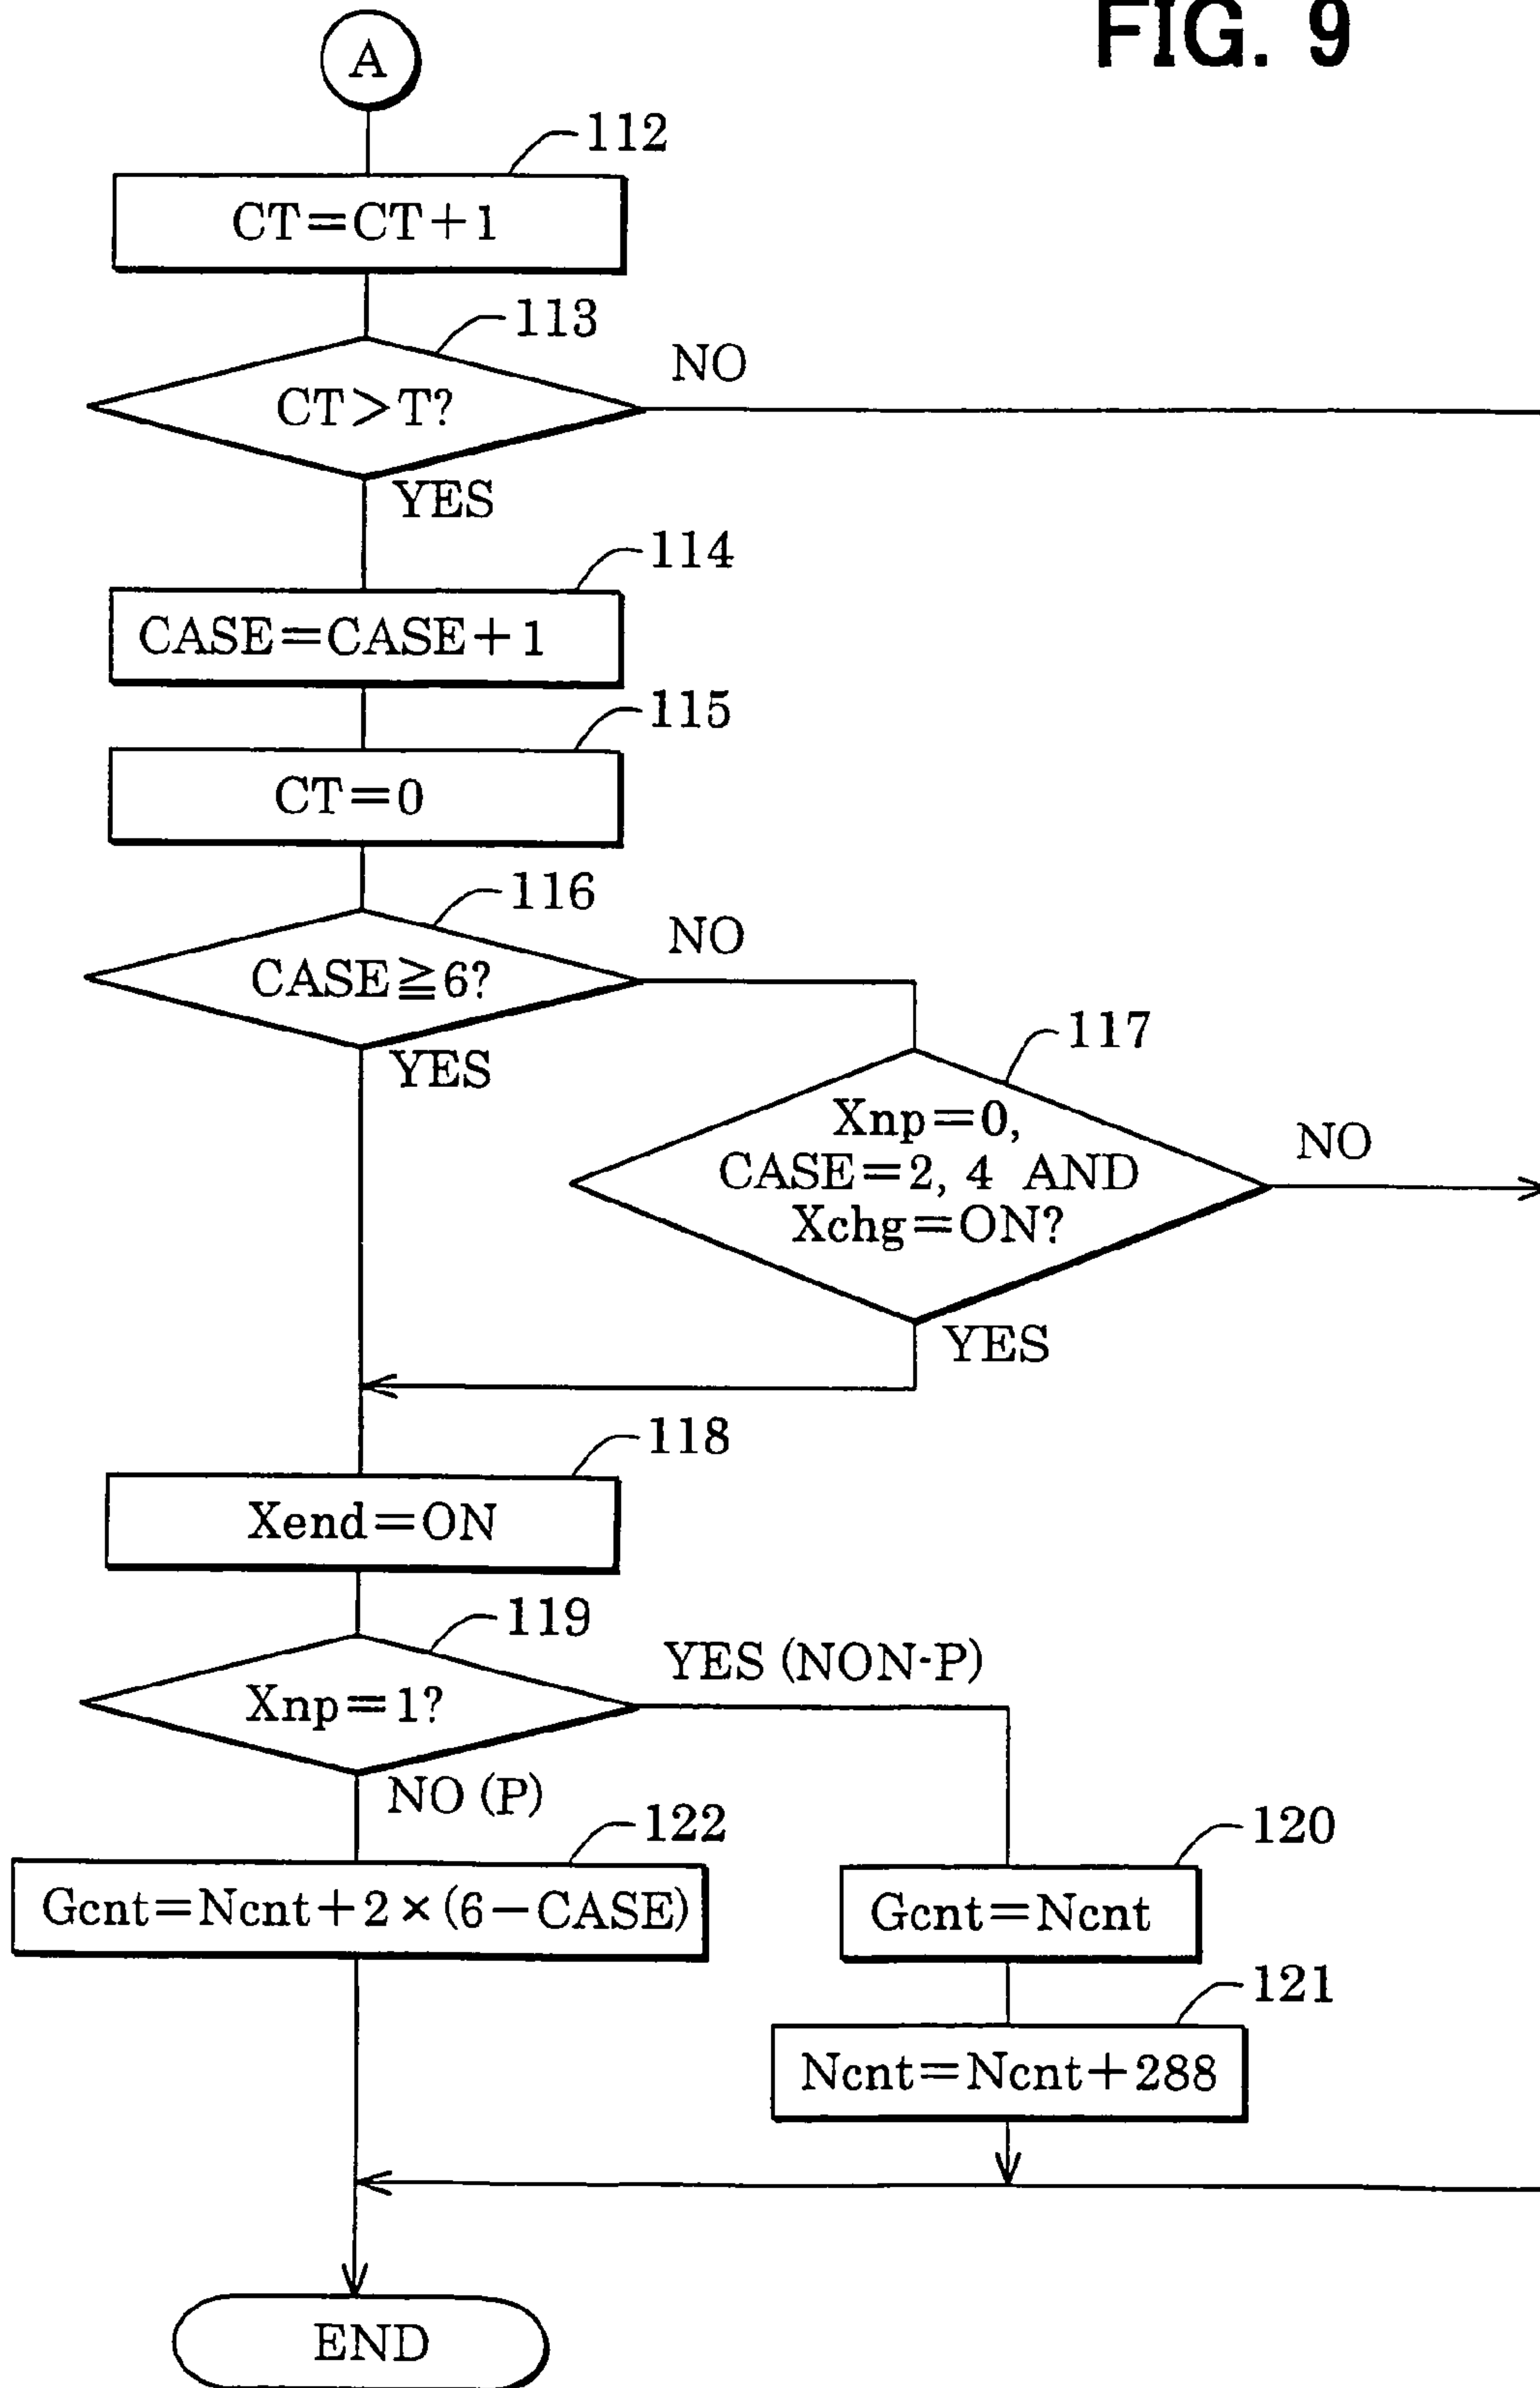 FIG. 9
A
112
CT=CT+1
113
CT>T?
NO
YES
114
CASE=CASE+1
115
CT=0
116
CASE≧6?
NO
YES
117
Xnp=0,
CASE=2, 4 AND
Xchg=ON?
NO
YES
118
Xend=ON
119
Xnp=1?
YES (NON-P)
NO (P)
122
Gcnt=Ncnt+2×(6-CASE)
120
Gcnt=Ncnt
121
Ncnt=Ncnt+288
END